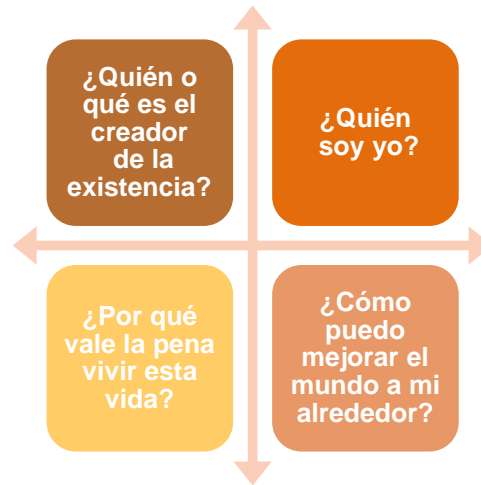 ¿Quién o
qué es el
creador
de la
existencia?
¿Quién
soy yo?
¿Por qué
vale la pena
vivir esta
vida?
¿Cómo
puedo
mejorar el
mundo a mi
alrededor?